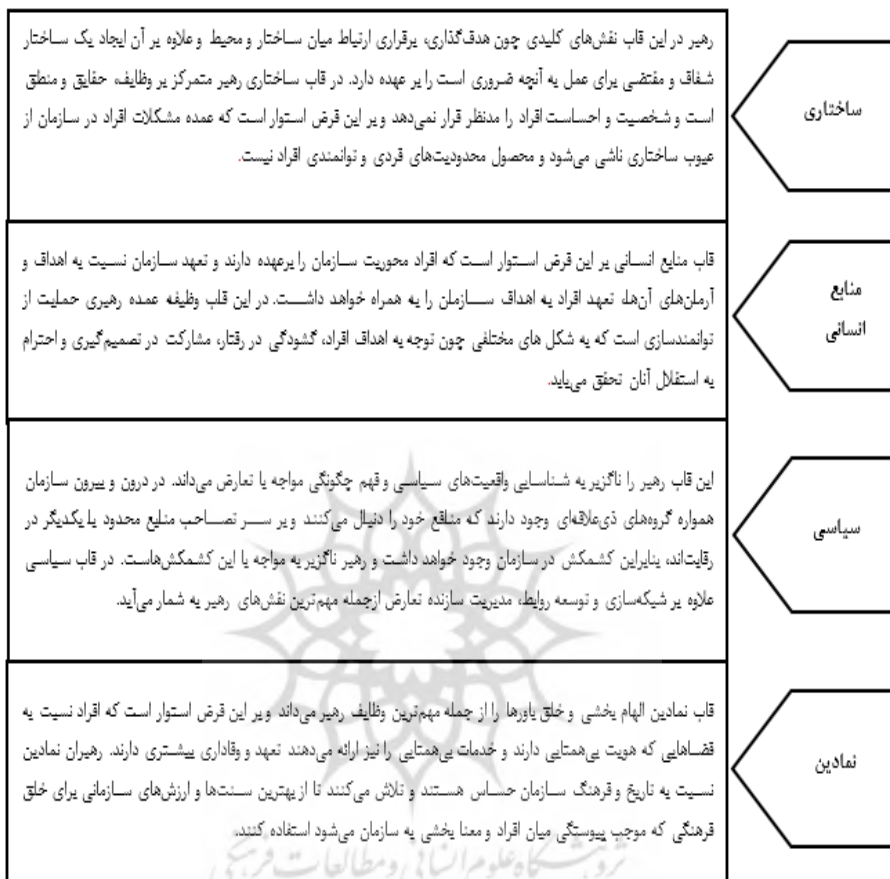 ساختاری
رهبر در این قاب نقش‌های کلیدی چون هدف‌گذاری، برقراری ارتباط میان ساختار و محیط و علاوه بر آن ایجاد یک ساختار
شفاف و مقتضی برای عمل به آنچه ضروری است را بر عهده دارد. در قاب ساختاری رهبر متمرکز بر وظایف، حقایق و منطق
است و شخصیت و احساست افراد را مدنظر قرار نمی‌دهد و بر این فرض استوار است که عمده مشکلات افراد در سازمان از
عیوب ساختاری ناشی می‌شود و محصول محدودیت‌های فردی و توانمندی افراد نیست.
منابع
انسانی
قاب منابع انسانی بر این فرض استوار است که افراد محوریت سازمان را برعهده دارند و تعهد سازمان نسبت به اهداف و
آرمان‌های آن‌ها، تعهد افراد به اهداف سازمان را به همراه خواهد داشت. در این قاب وظیفه عمده رهبری حمایت از
توانمندسازی است که به شکل های مختلفی چون توجه به اهداف افراد، گشودگی در رفتار، مشارکت در تصمیم‌گیری و احترام
به استقلال آنان تحقق می‌یابد.
سیاسی
این قاب رهبر را ناگزیر به شناسایی واقعیت‌های سیاسی و فهم چگونگی مواجه با تعارض می‌داند. در درون و بیرون سازمان
همواره گروه‌های ذی‌علاقه‌ای وجود دارند که منافع خود را دنبال می‌کنند و بر سر تصاحب منابع محدود با یکدیگر در
رقابت‌اند، بنابراین کشمکش در سازمان وجود خواهد داشت و رهبر ناگزیر به مواجه با این کشمکش‌هاست. در قاب سیاسی
علاوه بر شبکه‌سازی و توسعه روابط، مدیریت سازنده تعارض ازجمله مهم‌ترین نقش‌های رهبر به شمار می‌آید.
نمادین
قاب نمادین الهام بخشی و خلق باورها را از جمله مهم‌ترین وظایف رهبر می‌داند و بر این فرض استوار است که افراد نسبت به
فضاهایی که هویت بی‌همتایی دارند و خدمات بی‌همتایی را نیز ارائه می‌دهند تعهد و وفاداری بیشتری دارند. رهبران نمادین
نسبت به تاریخ و فرهنگ سازمان حساس هستند و تلاش می‌کنند تا از بهترین سنت‌ها و ارزش‌های سازمانی برای خلق
فرهنگی که موجب پیوستگی میان افراد و معنا بخشی به سازمان می‌شود استفاده کنند.
پژوهشگاه علوم انسانی و مطالعات فرهنگی